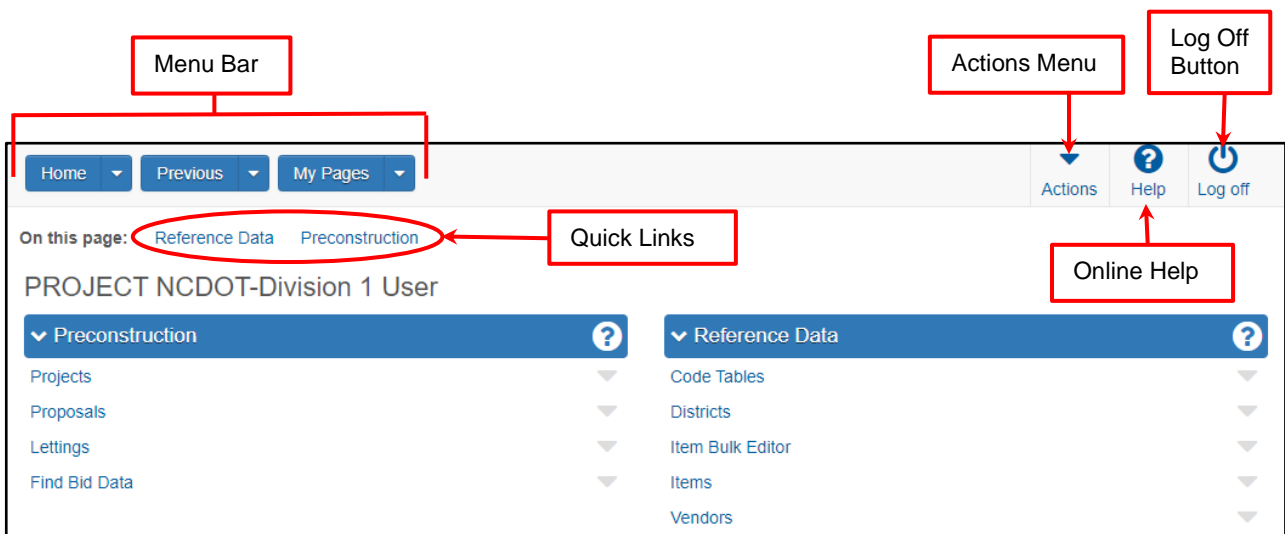 Menu Bar
Actions Menu
Log Off
Button
Home
Previous
My Pages
Actions
Help
Log off
On this page:
Reference Data
Preconstruction
Quick Links
Online Help
PROJECT NCDOT-Division 1 User
Preconstruction
?
Projects
Proposals
Lettings
Find Bid Data
Reference Data
?
Code Tables
Districts
Item Bulk Editor
Items
Vendors